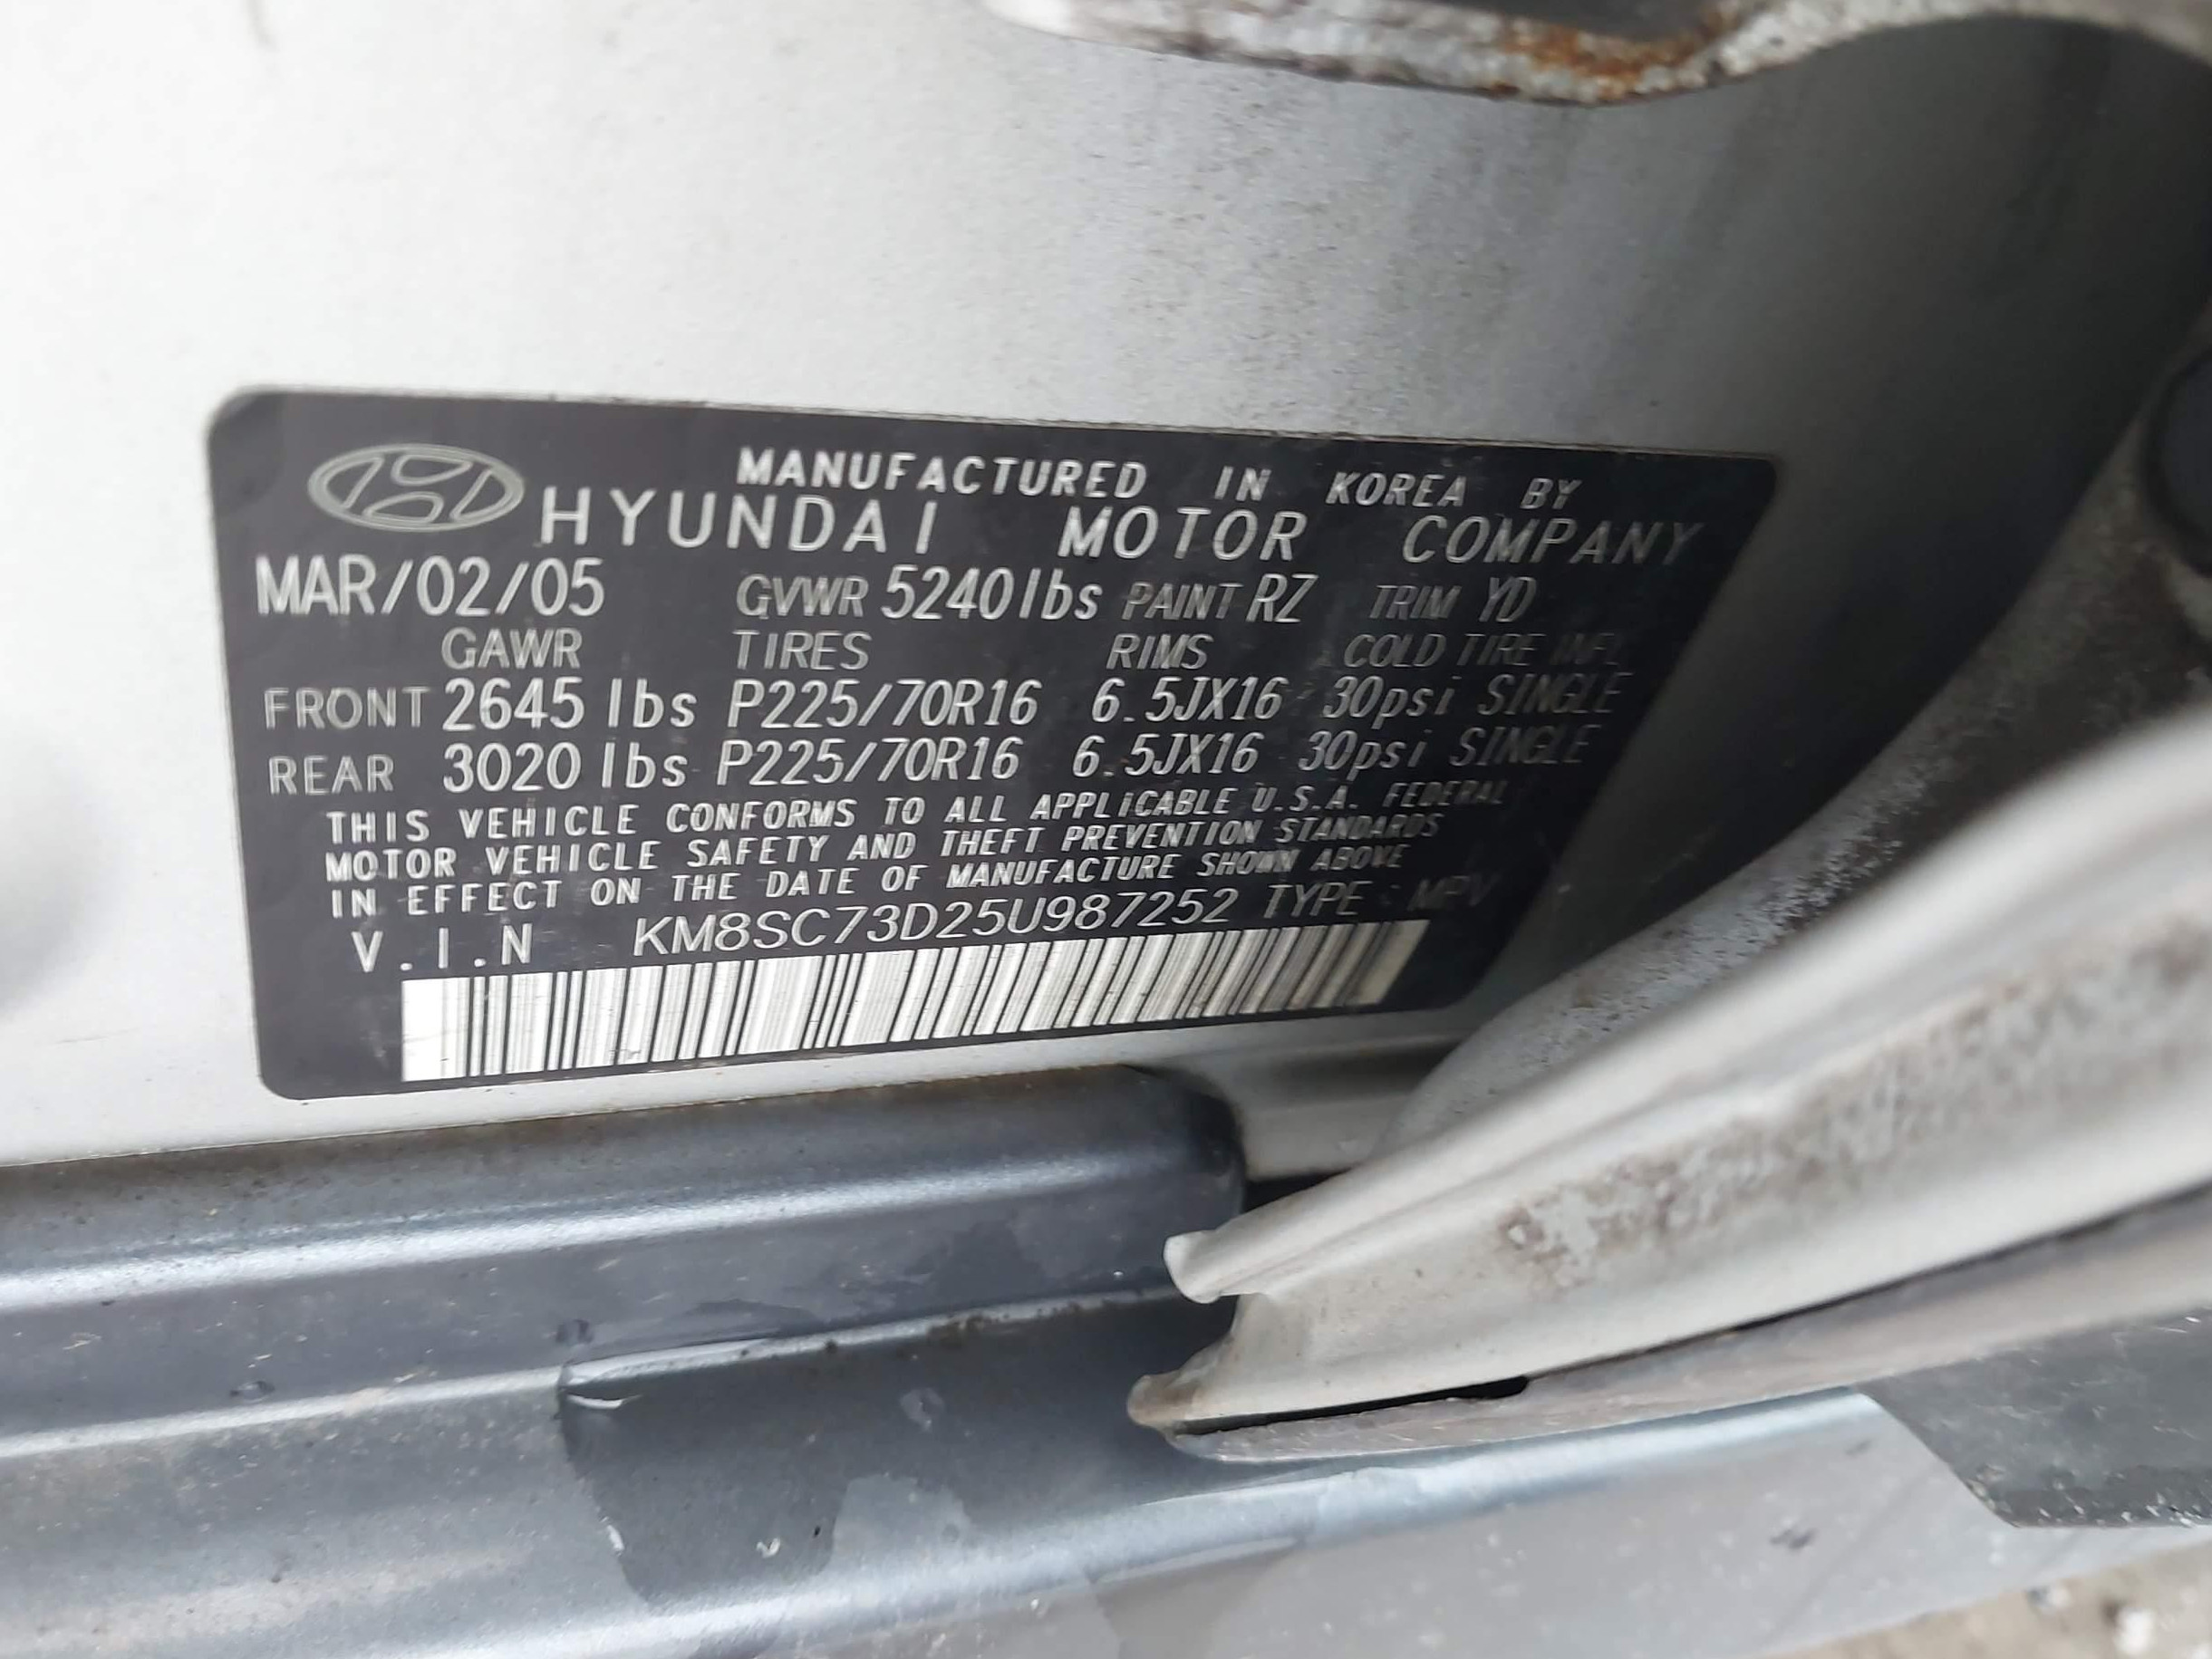 MANUFACTURED IN KOREA BY
HYUNDAI MOTOR COMPANY
MAR/02/05 GVWR 5240lbs PAINT RZ TRIM YD
GAWR TIRES RIMS COLD TIRE INFL.
FRONT 2645 lbs P225/70R16 6.5JX16 30psi SINGLE
REAR 3020 lbs P225/70R16 6.5JX16 30psi SINGLE
THIS VEHICLE CONFORMS TO ALL APPLiCABLE U.S.A. FEDERAL
MOTOR VEHICLE SAFETY AND THEFT PREVENTION STANDARDS
IN EFFECT ON THE DATE OF MANUFACTURE SHOWN ABOVE
V.I.N KM8SC73D25U987252 TYPE : MPV